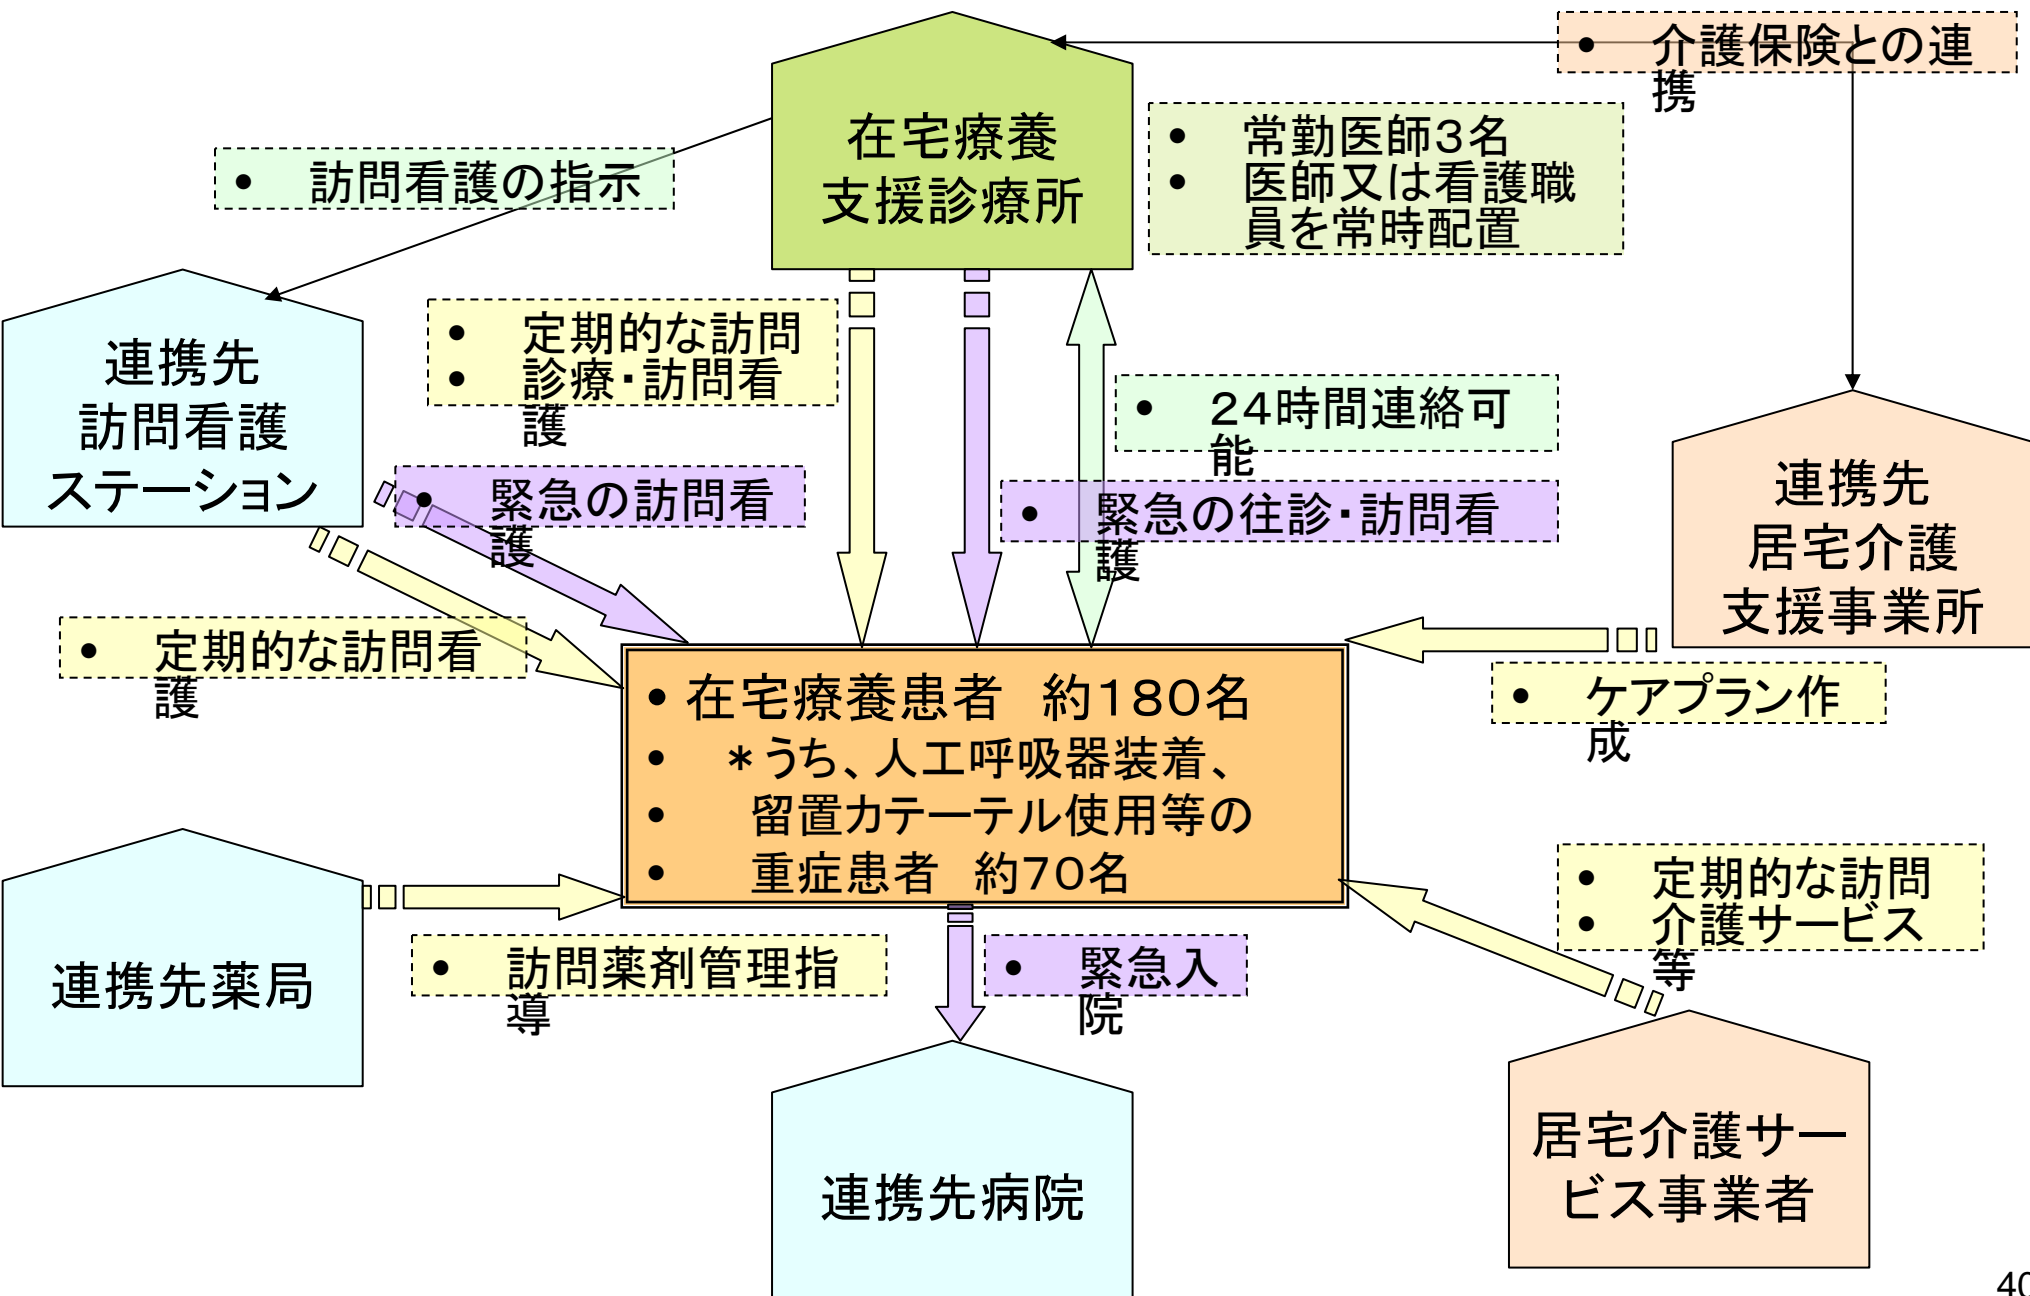 • 介護保険との連
携
在宅療養
支援診療所
• 常勤医師３名
• 医師又は看護職
員を常時配置
• 訪問看護の指示
連携先
訪問看護
ステーション
• 定期的な訪問
• 診療・訪問看
護
• ２４時間連絡可
能
• 緊急の訪問看
護
• 緊急の往診・訪問看
護
連携先
居宅介護
支援事業所
• 定期的な訪問看
護
• ケアプラン作
成
• 在宅療養患者　約１８０名
• ＊うち、人工呼吸器装着、
• 留置カテーテル使用等の
• 重症患者　約７０名
• 定期的な訪問
• 介護サービス
等
連携先薬局
• 訪問薬剤管理指
導
• 緊急入
院
連携先病院
居宅介護サー
ビス事業者
40